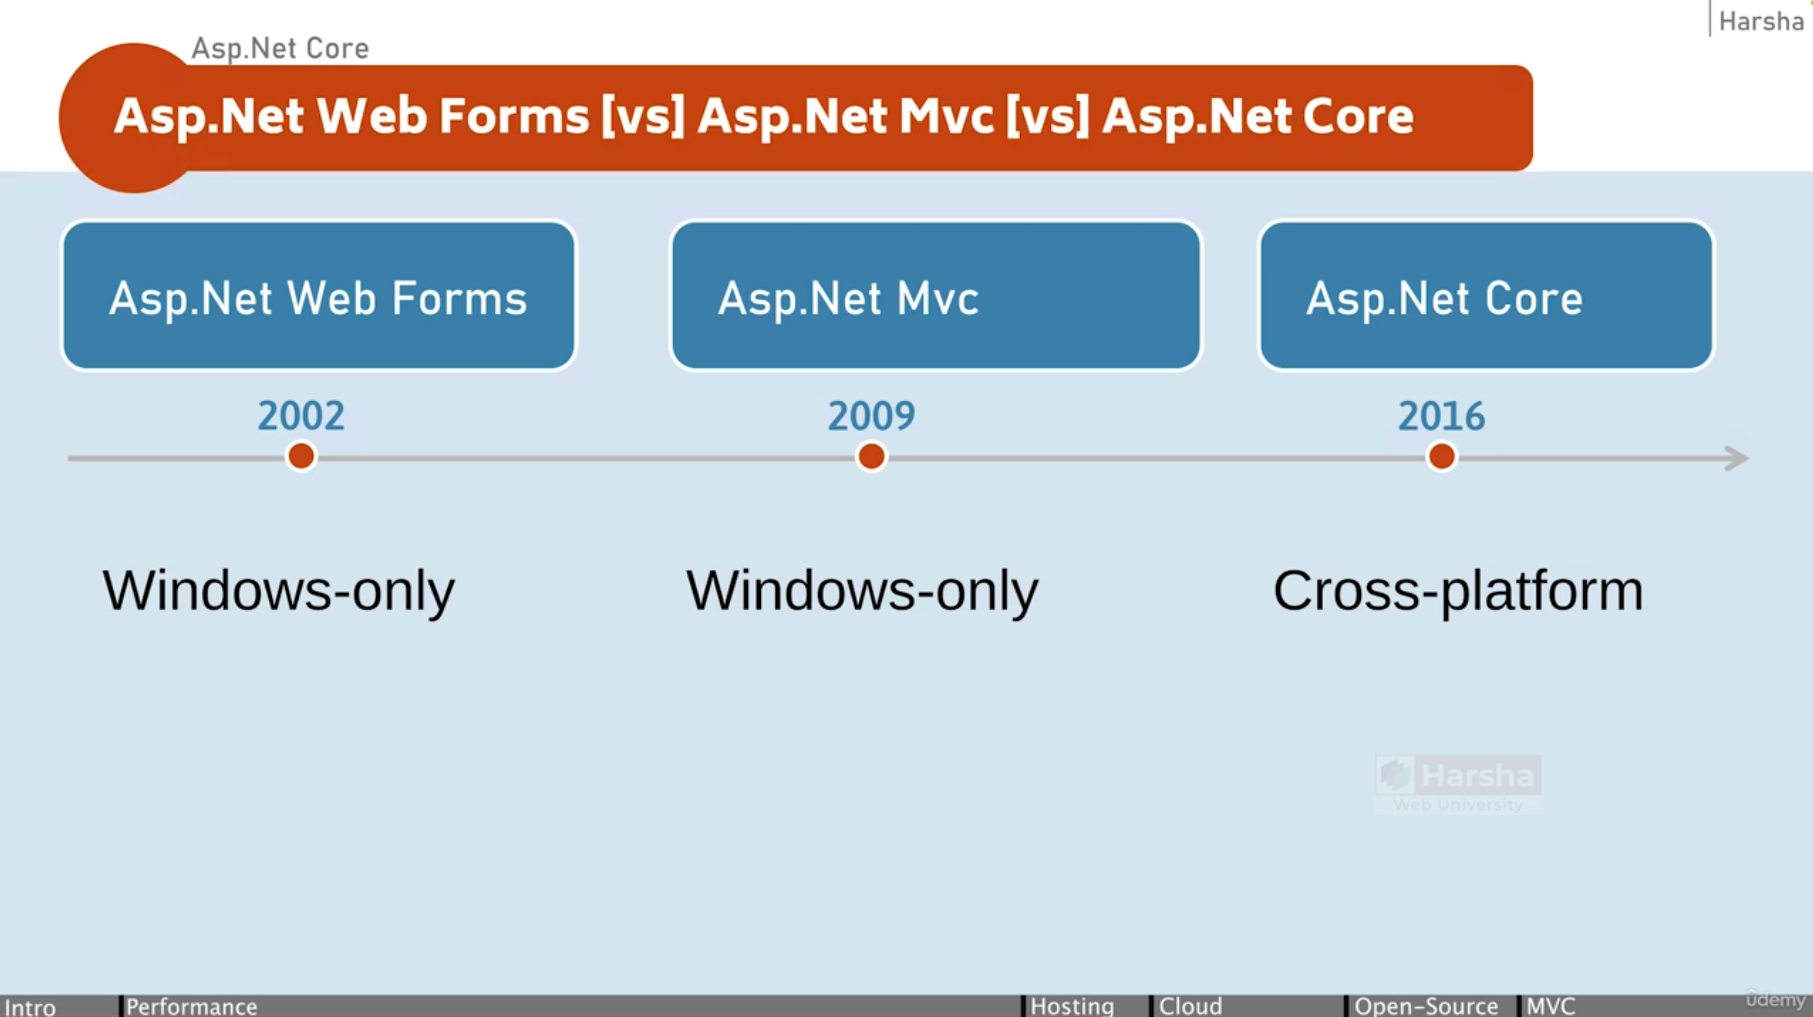 Harsha
Asp.Net Core
Asp.Net Web Forms [vs] Asp.Net Mvc [vs] Asp.Net Core
Asp.Net Web Forms
Asp.Net Mvc
Asp.Net Core
2002
2009
2016
Windows-only
Windows-only
Cross-platform
Harsha
Web University
Intro
Performance
Hosting
Cloud
Open-Source
MVC
ûdemy